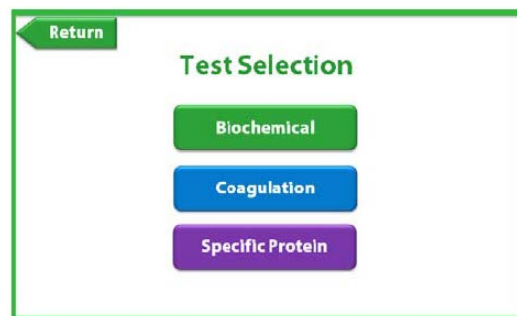 Return
Test Selection
Biochemical
Coagulation
Specific Protein